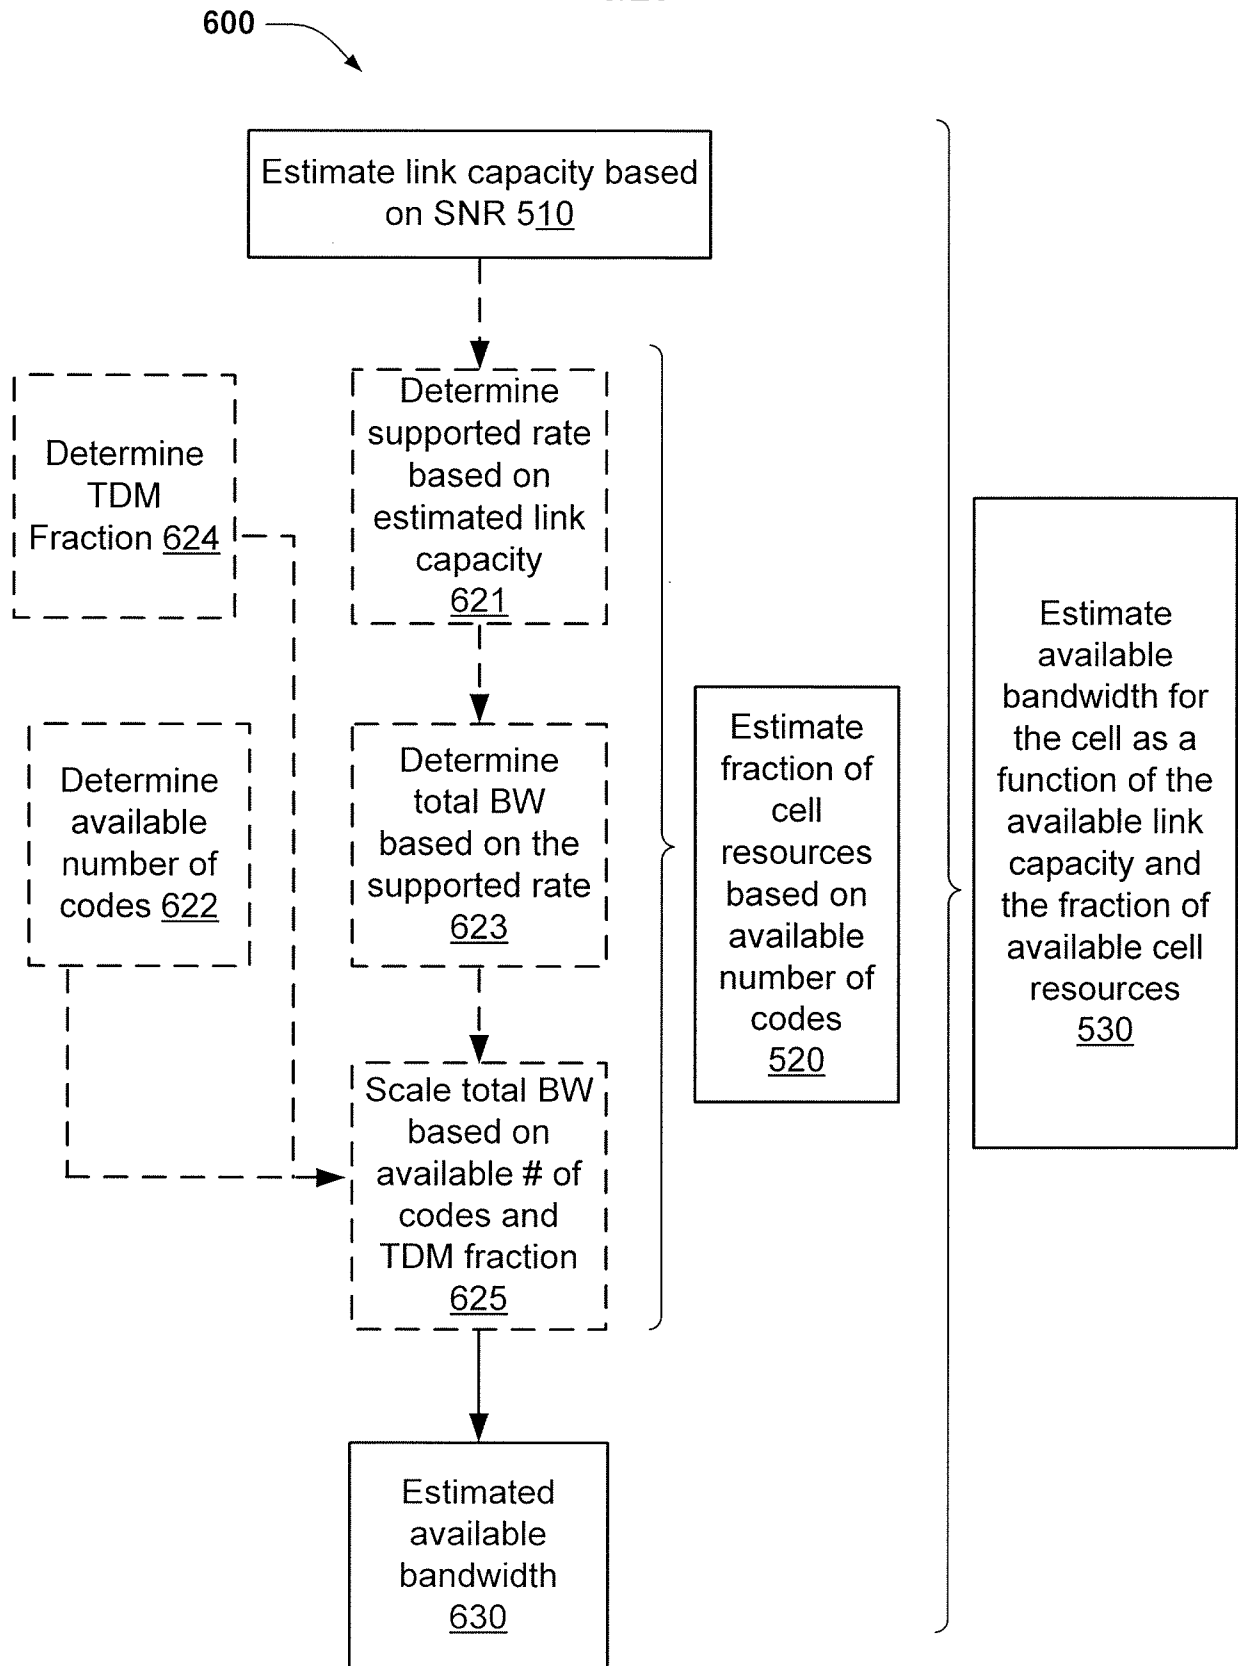 600
Estimate link capacity based
on SNR 510
Determine
TDM
Fraction 624
Determine
supported rate
based on
estimated link
capacity
621
Determine
available
number of
codes 622
Determine
total BW
based on the
supported rate
623
Scale total BW
based on
available # of
codes and
TDM fraction
625
Estimated
available
bandwidth
630
Estimate
fraction of
cell
resources
based on
available
number of
codes
520
Estimate
available
bandwidth for
the cell as a
function of the
available link
capacity and
the fraction of
available cell
resources
530